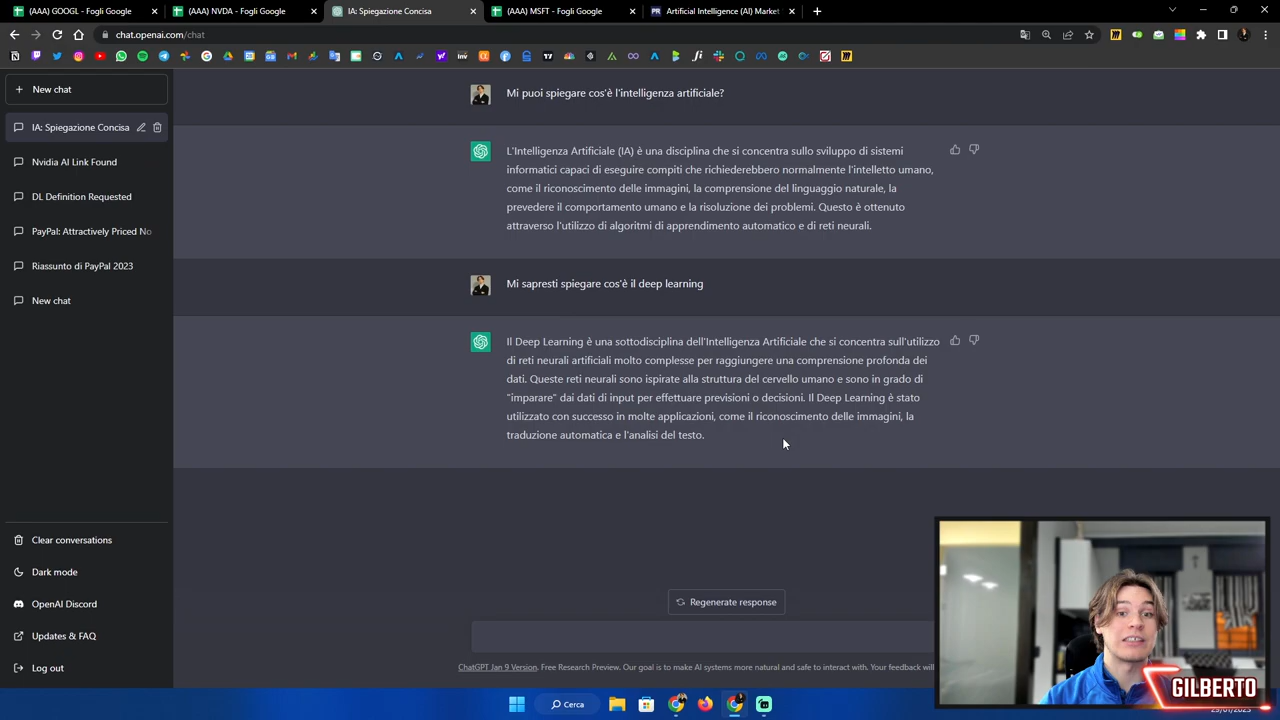 (AAA) GOOGL - Fogli Google
(AAA) NVDA - Fogli Google
IA: Spiegazione Concisa
(AAA) MSFT - Fogli Google
Artificial Intelligence (AI) Market
chat.openai.com/chat
New chat
IA: Spiegazione Concisa
Nvidia AI Link Found
DL Definition Requested
PayPal: Attractively Priced No
Riassunto di PayPal 2023
New chat
Clear conversations
Dark mode
OpenAI Discord
Updates & FAQ
Log out
Mi puoi spiegare cos'è l'intelligenza artificiale?
L'Intelligenza Artificiale (IA) è una disciplina che si concentra sullo sviluppo di sistemi
informatici capaci di eseguire compiti che richiederebbero normalmente l'intelletto umano,
come il riconoscimento delle immagini, la comprensione del linguaggio naturale, la
prevedere il comportamento umano e la risoluzione dei problemi. Questo è ottenuto
attraverso l'utilizzo di algoritmi di apprendimento automatico e di reti neurali.
Mi sapresti spiegare cos'è il deep learning
Il Deep Learning è una sottodisciplina dell'Intelligenza Artificiale che si concentra sull'utilizzo
di reti neurali artificiali molto complesse per raggiungere una comprensione profonda dei
dati. Queste reti neurali sono ispirate alla struttura del cervello umano e sono in grado di
"imparare" dai dati di input per effettuare previsioni o decisioni. Il Deep Learning è stato
utilizzato con successo in molte applicazioni, come il riconoscimento delle immagini, la
traduzione automatica e l'analisi del testo.
Regenerate response
ChatGPT Jan 9 Version. Free Research Preview. Our goal is to make AI systems more natural and safe to interact with. Your feedback will
GILBERTO
Cerca
29/01/2023